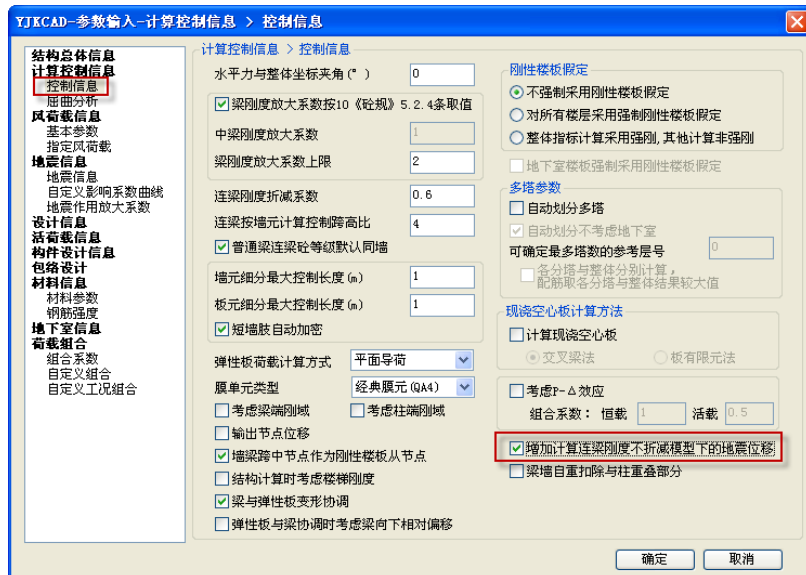 YJKCAD-参数输入-计算控制信息 > 控制信息
结构总体信息
计算控制信息
控制信息
屈曲分析
风荷载信息
基本参数
指定风荷载
地震信息
地震信息
自定义影响系数曲线
地震作用放大系数
设计信息
活荷载信息
构件设计信息
包络设计
材料信息
材料参数
钢筋强度
地下室信息
荷载组合
组合系数
自定义组合
自定义工况组合
计算控制信息 > 控制信息
水平力与整体坐标夹角(°) 0
梁刚度放大系数按10《砼规》5.2.4条取值
中梁刚度放大系数 1
梁刚度放大系数上限 2
连梁刚度折减系数 0.6
连梁按墙元计算控制跨高比 4
普通梁连梁砼等级默认同墙
墙元细分最大控制长度(m) 1
板元细分最大控制长度(m) 1
短墙肢自动加密
弹性板荷载计算方式 平面导荷
膜单元类型 经典膜元(QA4)
考虑梁端刚域 考虑柱端刚域
输出节点位移
墙梁跨中节点作为刚性楼板从节点
结构计算时考虑楼梯刚度
梁与弹性板变形协调
弹性板与梁协调时考虑梁向下相对偏移
刚性楼板假定
不强制采用刚性楼板假定
对所有楼层采用强制刚性楼板假定
整体指标计算采用强刚,其他计算非强刚
地下室楼板强制采用刚性楼板假定
多塔参数
自动划分多塔
自动划分不考虑地下室
可确定最多塔数的参考层号 0
各分塔与整体分别计算，
配筋取各分塔与整体结果较大值
现浇空心板计算方法
计算现浇空心板
交叉梁法 板有限元法
考虑P-Δ效应
组合系数： 恒载 1 活载 0.5
增加计算连梁刚度不折减模型下的地震位移
梁墙自重扣除与柱重叠部分
确定 取消